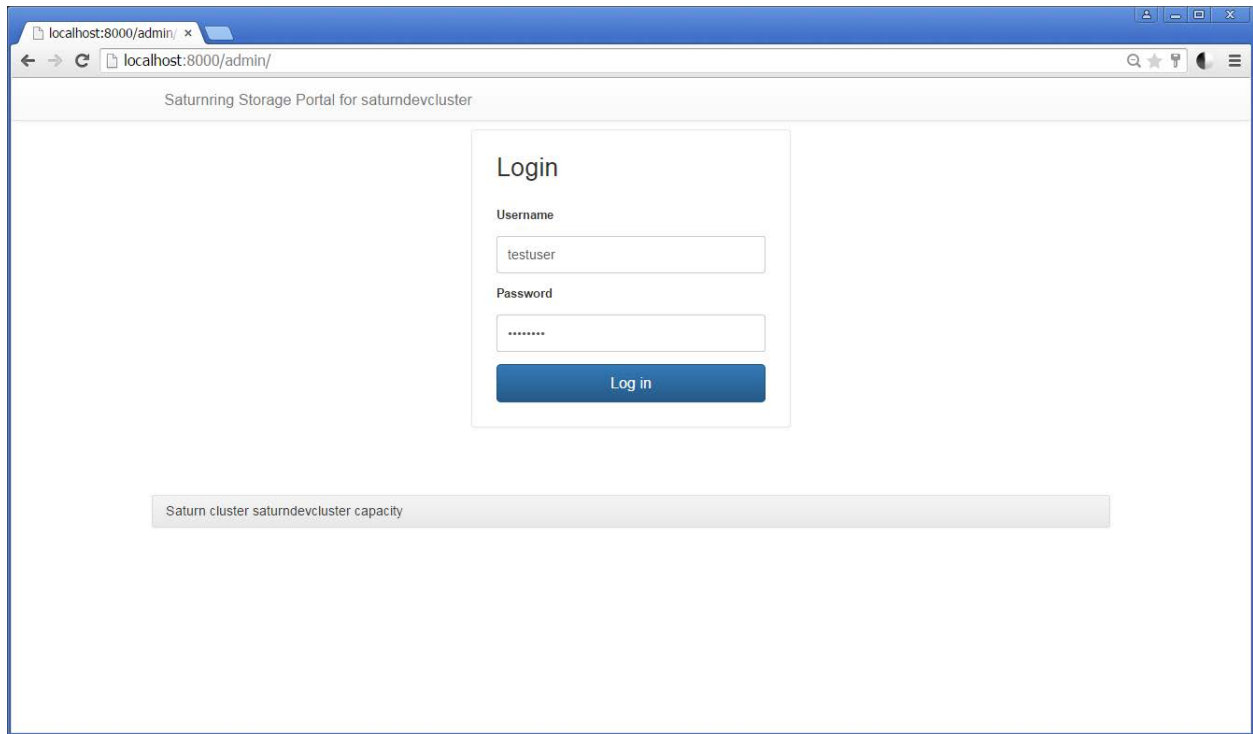 localhost:8000/admin/
localhost:8000/admin/
Saturnring Storage Portal for saturndevcluster
Login
Username
testuser
Password
••••••••
Log in
Saturn cluster saturndevcluster capacity